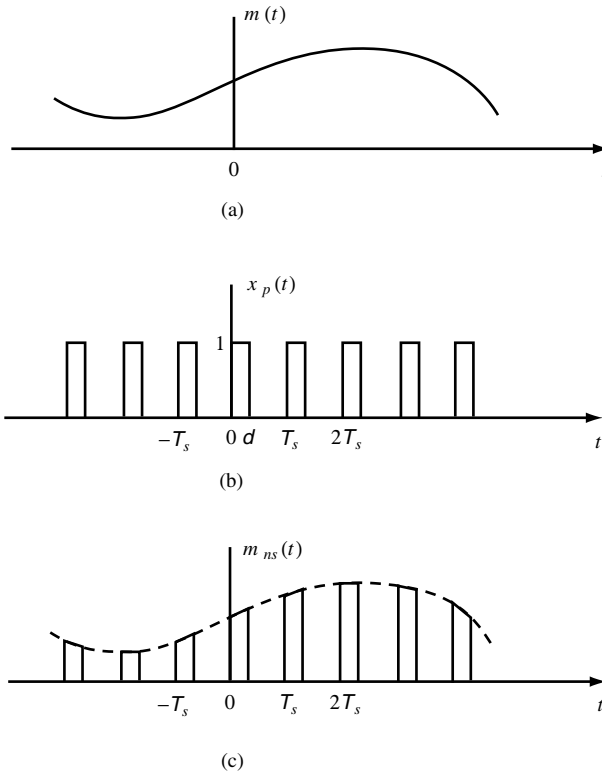 m (t)
0
(a)
x p (t)
1
−Ts 0 d Ts 2Ts t
(b)
m ns (t)
−Ts 0 Ts 2Ts t
(c)